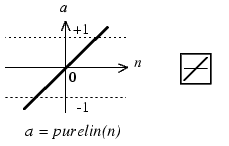 a
+1
n
0
-1
a = purelin(n)